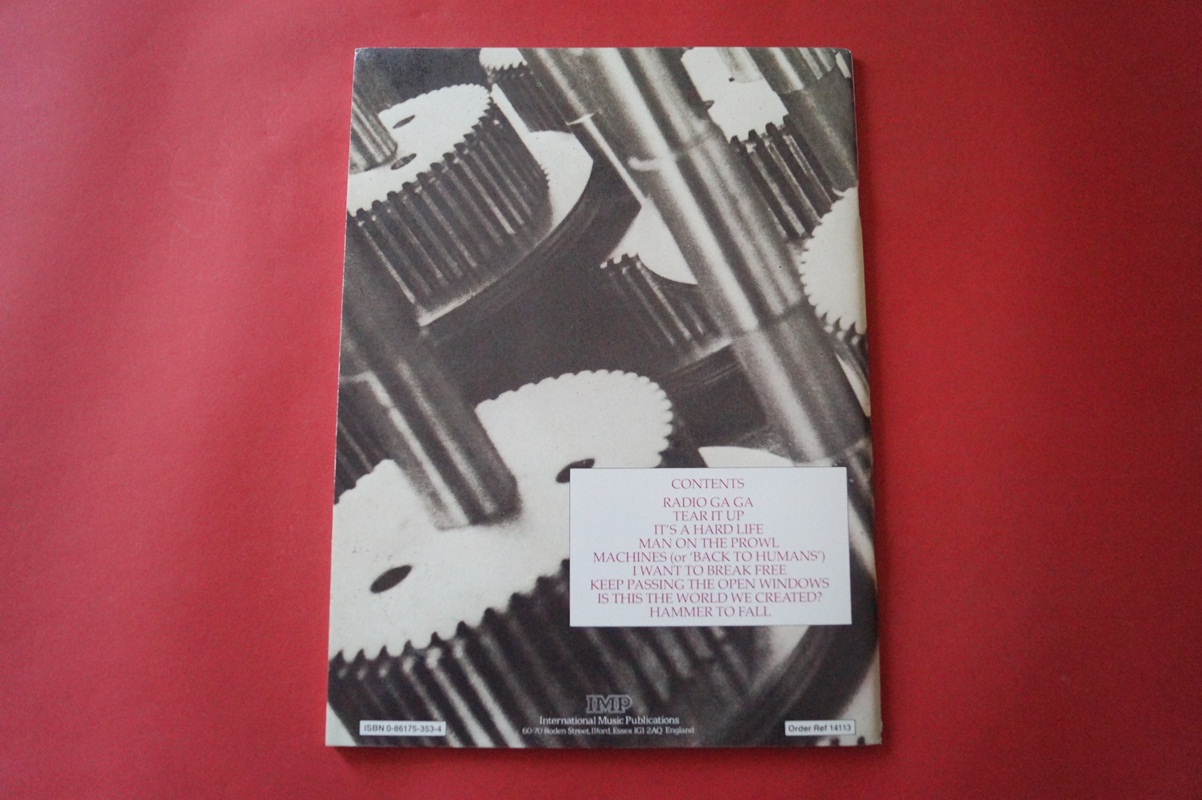 CONTENTS
RADIO GA GA
TEAR IT UP
IT'S A HARD LIFE
MAN ON THE PROWL
MACHINES (or 'BACK TO HUMANS')
I WANT TO BREAK FREE
KEEP PASSING THE OPEN WINDOWS
IS THIS THE WORLD WE CREATED?
HAMMER TO FALL
IMP
International Music Publications
60-70 Roden Street, Ilford, Essex IG1 2AQ England
ISBN 0-86175-353-4
Order Ref 14113